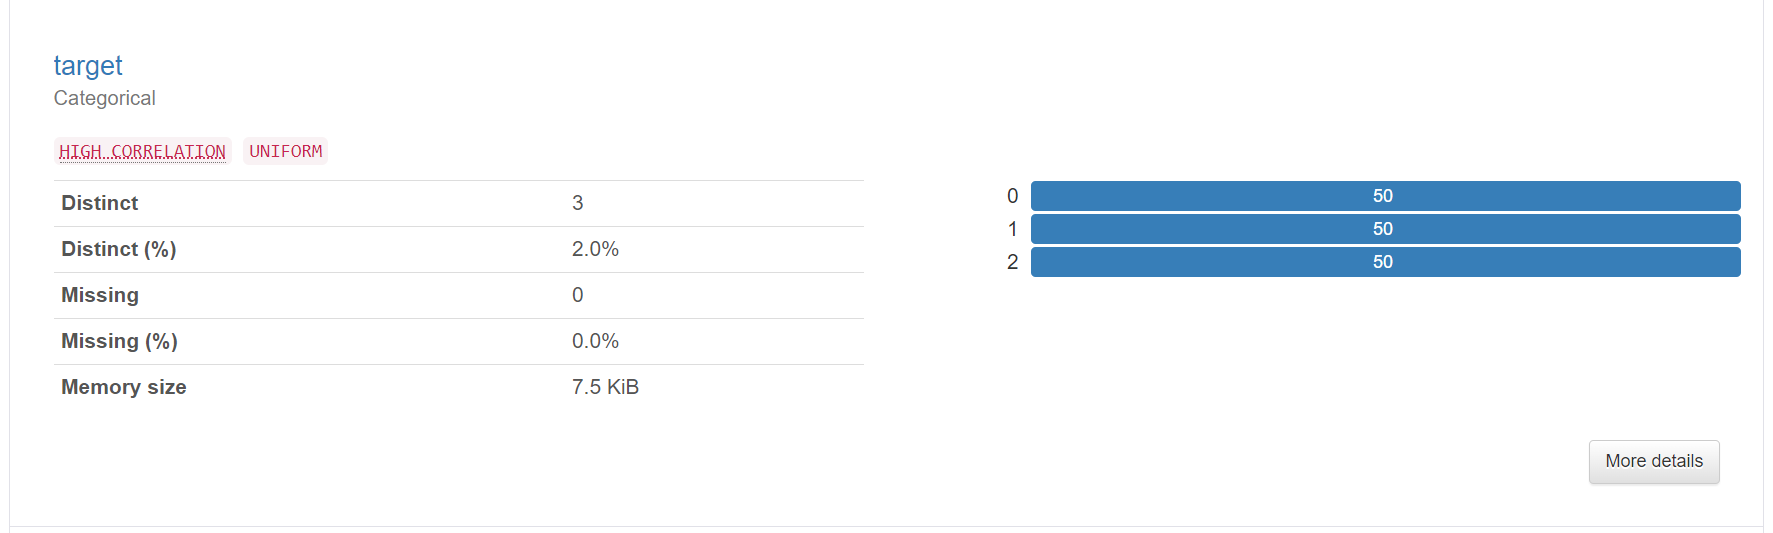 target
Categorical
HIGH CORRELATION UNIFORM
Distinct 3
Distinct (%) 2.0%
Missing 0
Missing (%) 0.0%
Memory size 7.5 KiB
0 50
1 50
2 50
More details